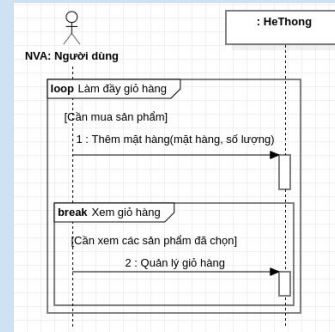 : HeThong
NVA: Người dùng
loop Làm đầy giỏ hàng
[Cần mua sản phẩm]
1 : Thêm mặt hàng(mặt hàng, số lượng)
break Xem giỏ hàng
[Cần xem các sản phẩm đã chọn]
2 : Quản lý giỏ hàng